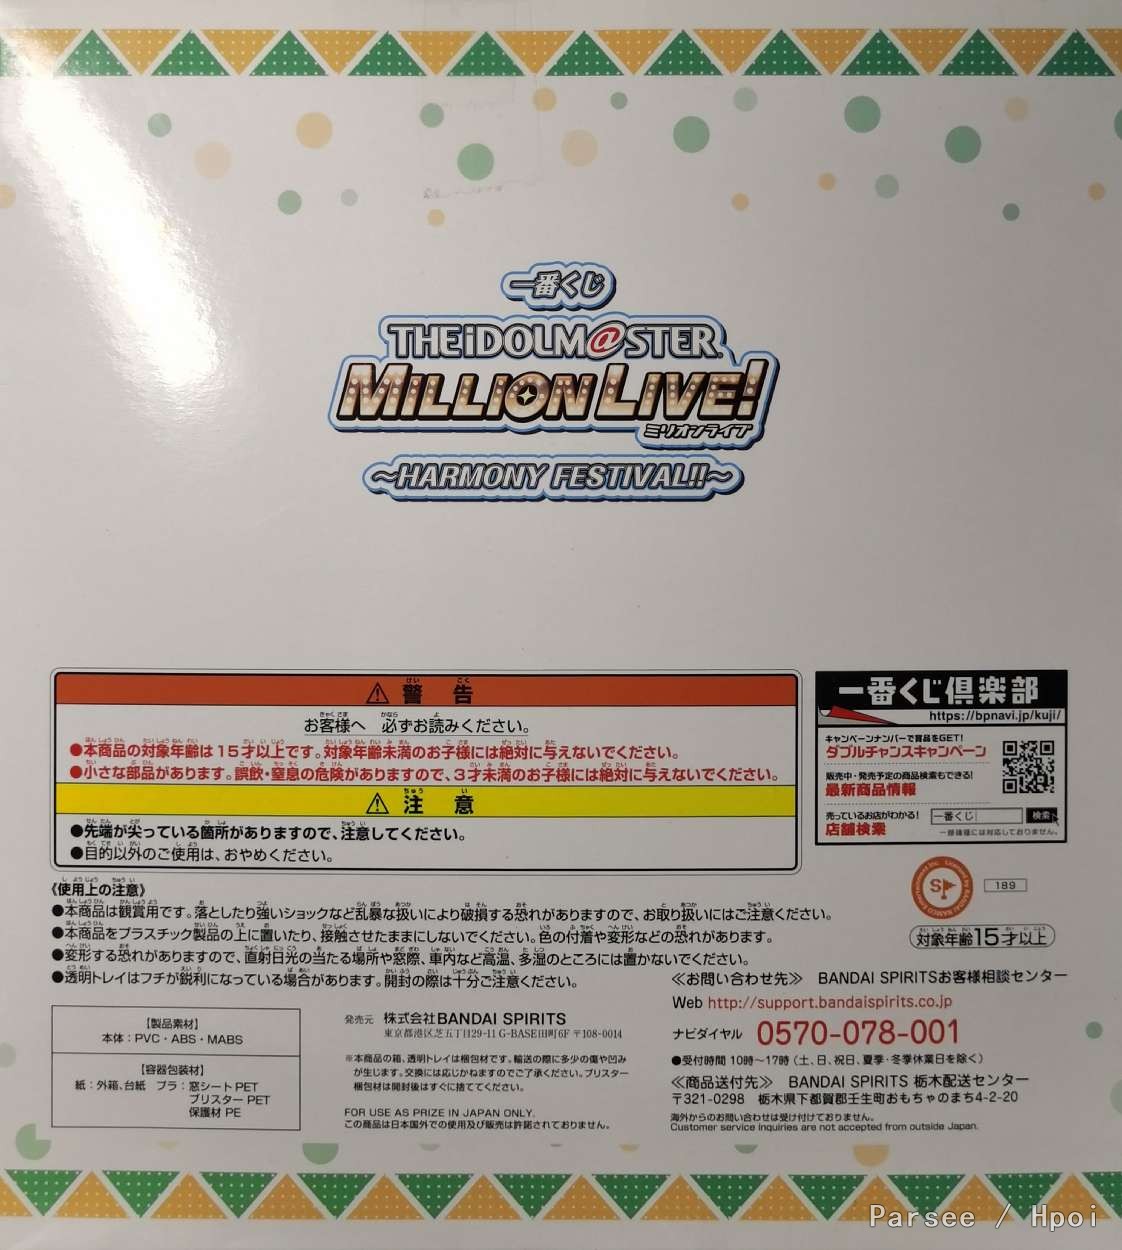 一番くじ
THE iDOLM@STER
MILLION LIVE!
ミリオンライブ
～HARMONY FESTIVAL!!～
警告
お客様へ 必ずお読みください。
●本商品の対象年齢は15才以上です。対象年齢未満のお子様には絶対に与えないでください。
●小さな部品があります。誤飲・窒息の危険がありますので、3才未満のお子様には絶対に与えないでください。
注意
●先端が尖っている箇所がありますので、注意してください。
●目的以外のご使用は、おやめください。
一番くじ倶楽部
https://bpnavi.jp/kuji/
キャンペーンナンバーで賞品をGET!
ダブルチャンスキャンペーン
販売中・発売予定の商品検索もできる!
最新商品情報
売っているお店がわかる!
店舗検索
一番くじ 検索
一部機種には対応しておりません。
《使用上の注意》
●本商品は観賞用です。落としたり強いショックなど乱暴な扱いにより破損する恐れがありますので、お取り扱いにはご注意ください。
●本商品をプラスチック製品の上に置いたり、接触させたままにしないでください。色の付着や変形などの恐れがあります。
●変形する恐れがありますので、直射日光の当たる場所や窓際、車内など高温、多湿のところには置かないでください。
●透明トレイはフチが鋭利になっている場合があります。開封の際は十分ご注意ください。
189
対象年齢15才以上
【製品素材】
本体：PVC・ABS・MABS
【容器包装材】
紙：外箱、台紙 プラ：窓シートPET
ブリスター PET
保護材 PE
発売元 株式会社BANDAI SPIRITS
東京都港区芝五丁目29-11 G-BASE田町6F 〒108-0014
※本商品の箱、透明トレイは梱包材です。輸送の際に多少の傷や凹み
が生じます。交換には応じかねますのでご了承ください。ブリスター
梱包材は開封後はすぐに捨ててください。
FOR USE AS PRIZE IN JAPAN ONLY.
この商品は日本国外での使用及び販売は許諾されておりません。
≪お問い合わせ先≫ BANDAI SPIRITSお客様相談センター
Web http://support.bandaispirits.co.jp
ナビダイヤル 0570-078-001
●受付時間 10時～17時（土、日、祝日、夏季・冬季休業日を除く）
≪商品送付先≫ BANDAI SPIRITS 栃木配送センター
〒321-0298 栃木県下都賀郡壬生町おもちゃのまち4-2-20
海外からのお問い合わせは受け付けておりません。
Customer service inquiries are not accepted from outside Japan.
Parsee / Hpoi